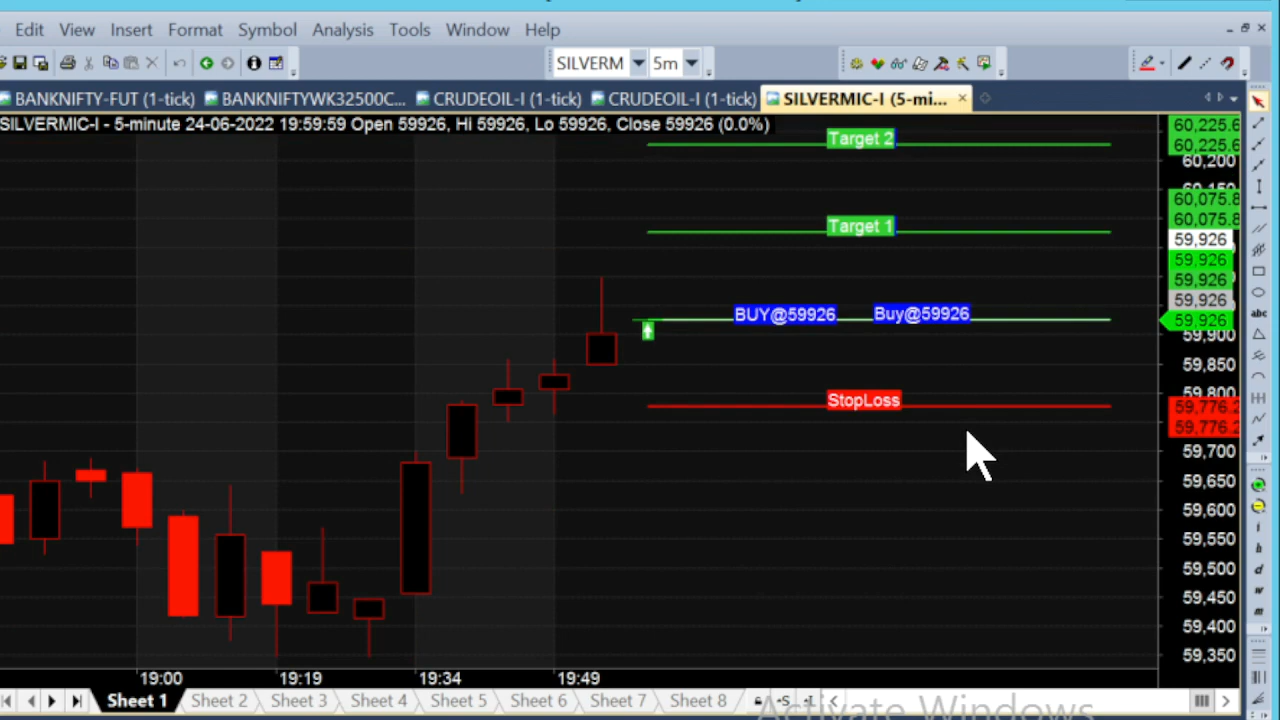 Edit View Insert Format Symbol Analysis Tools Window Help
SILVERM 5m
BANKNIFTY-FUT (1-tick) BANKNIFTYWK32500C... CRUDEOIL-I (1-tick) CRUDEOIL-I (1-tick) SILVERMIC-I (5-mi...
SILVERMIC-I - 5-minute 24-06-2022 19:59:59 Open 59926, Hi 59926, Lo 59926, Close 59926 (0.0%)
60,225.6
Target 2
60,225.6
60,200
60,150
60,075.8
60,075.8
Target 1
59,926
59,926
59,926
59,926
BUY@59926 Buy@59926 59,926
59,900
59,850
59,800
StopLoss 59,776.2
59,776.2
59,700
59,650
59,600
59,550
59,500
59,450
59,400
59,350
19:00 19:19 19:34 19:49
Sheet 1 Sheet 2 Sheet 3 Sheet 4 Sheet 5 Sheet 6 Sheet 7 Sheet 8
Activate Windows
abc
i
b
d
w
m